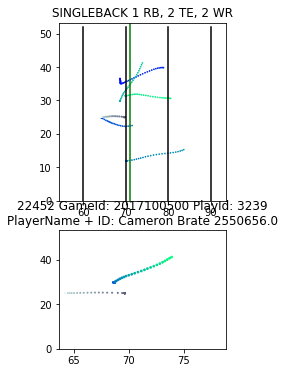 SINGLEBACK 1 RB, 2 TE, 2 WR
50
40
30
20
10
0
60 70 80 90
22452 GameId: 2017100500 PlayId: 3239
PlayerName + ID: Cameron Brate 2550656.0
40
20
0
65 70 75